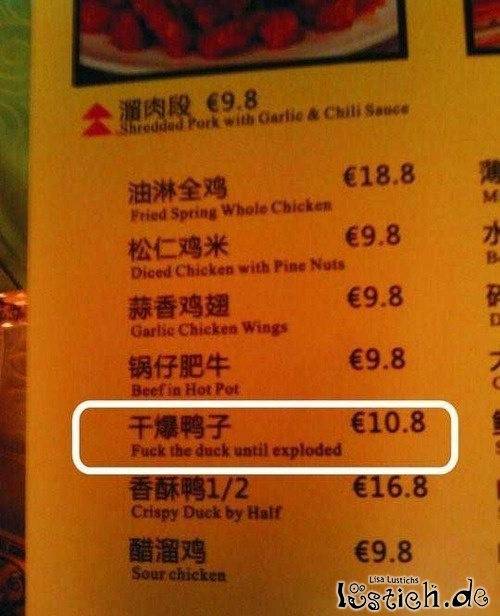 溜肉段 €9.8
Shredded Pork with Garlic & Chili Sauce
油淋全鸡 €18.8
Fried Spring Whole Chicken
松仁鸡米 €9.8
Diced Chicken with Pine Nuts
蒜香鸡翅 €9.8
Garlic Chicken Wings
锅仔肥牛 €9.8
Beef in Hot Pot
干爆鸭子 €10.8
Fuck the duck until exploded
香酥鸭1/2 €16.8
Crispy Duck by Half
醋溜鸡 €9.8
Sour chicken
Lisa Lustichs
lustich.de